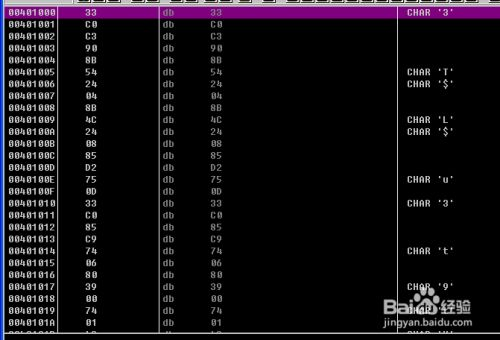 00401000 33 db 33 CHAR '3'
00401001 C0 db C0
00401002 C3 db C3
00401003 90 db 90
00401004 8B db 8B
00401005 54 db 54 CHAR 'T'
00401006 24 db 24 CHAR '$'
00401007 04 db 04
00401008 8B db 8B
00401009 4C db 4C CHAR 'L'
0040100A 24 db 24 CHAR '$'
0040100B 08 db 08
0040100C 85 db 85
0040100D D2 db D2
0040100E 75 db 75 CHAR 'u'
0040100F 0D db 0D
00401010 33 db 33 CHAR '3'
00401011 C0 db C0
00401012 85 db 85
00401013 C9 db C9
00401014 74 db 74 CHAR 't'
00401015 06 db 06
00401016 80 db 80
00401017 39 db 39 CHAR '9'
00401018 00 db 00
00401019 74 db 74
0040101A 01 db 01
Baidu 经验
jingyan.baidu.com